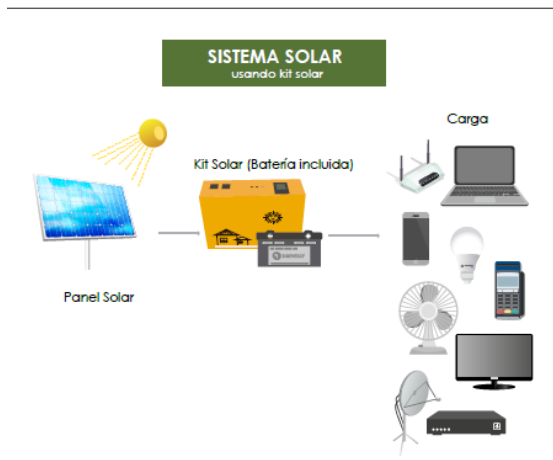 SISTEMA SOLAR
usando kit solar
Carga
Kit Solar (Batería incluida)
Panel Solar